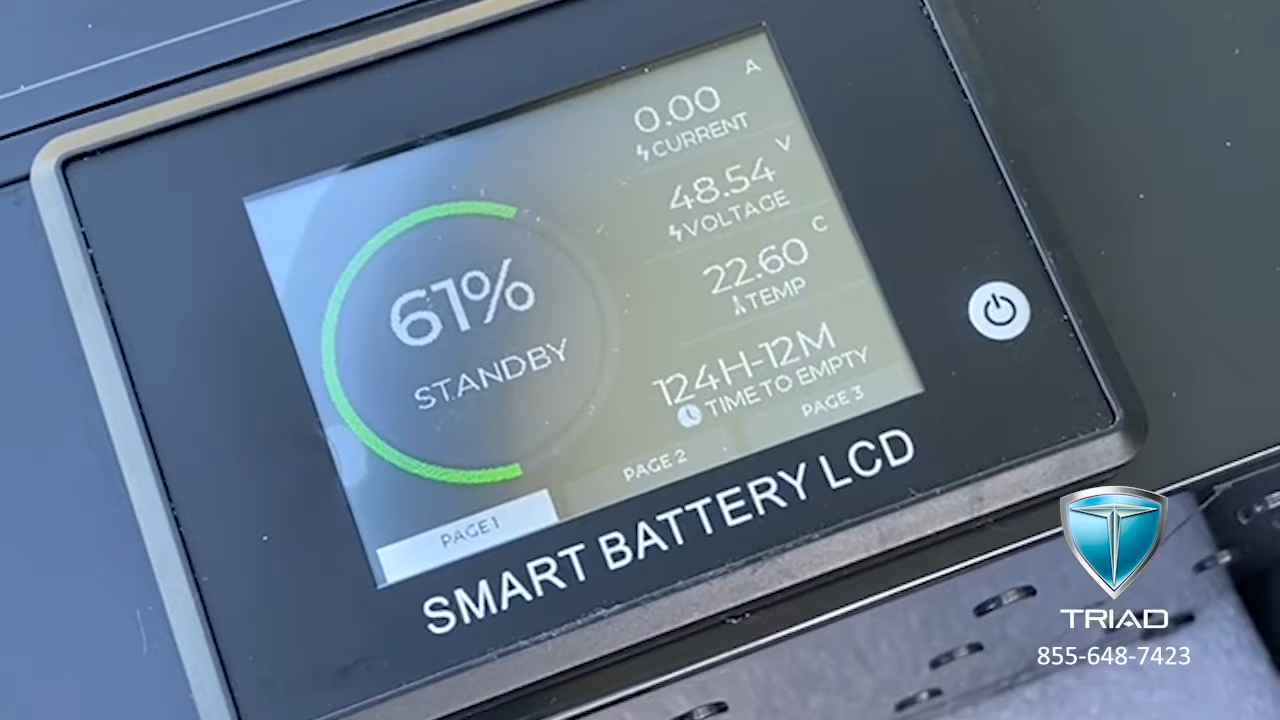 A
0.00
CURRENT
V
48.54
VOLTAGE
C
22.60
TEMP
61%
STANDBY
124H-12M
TIME TO EMPTY
PAGE 1
PAGE 2
PAGE 3
SMART BATTERY LCD
TRIAD
855-648-7423